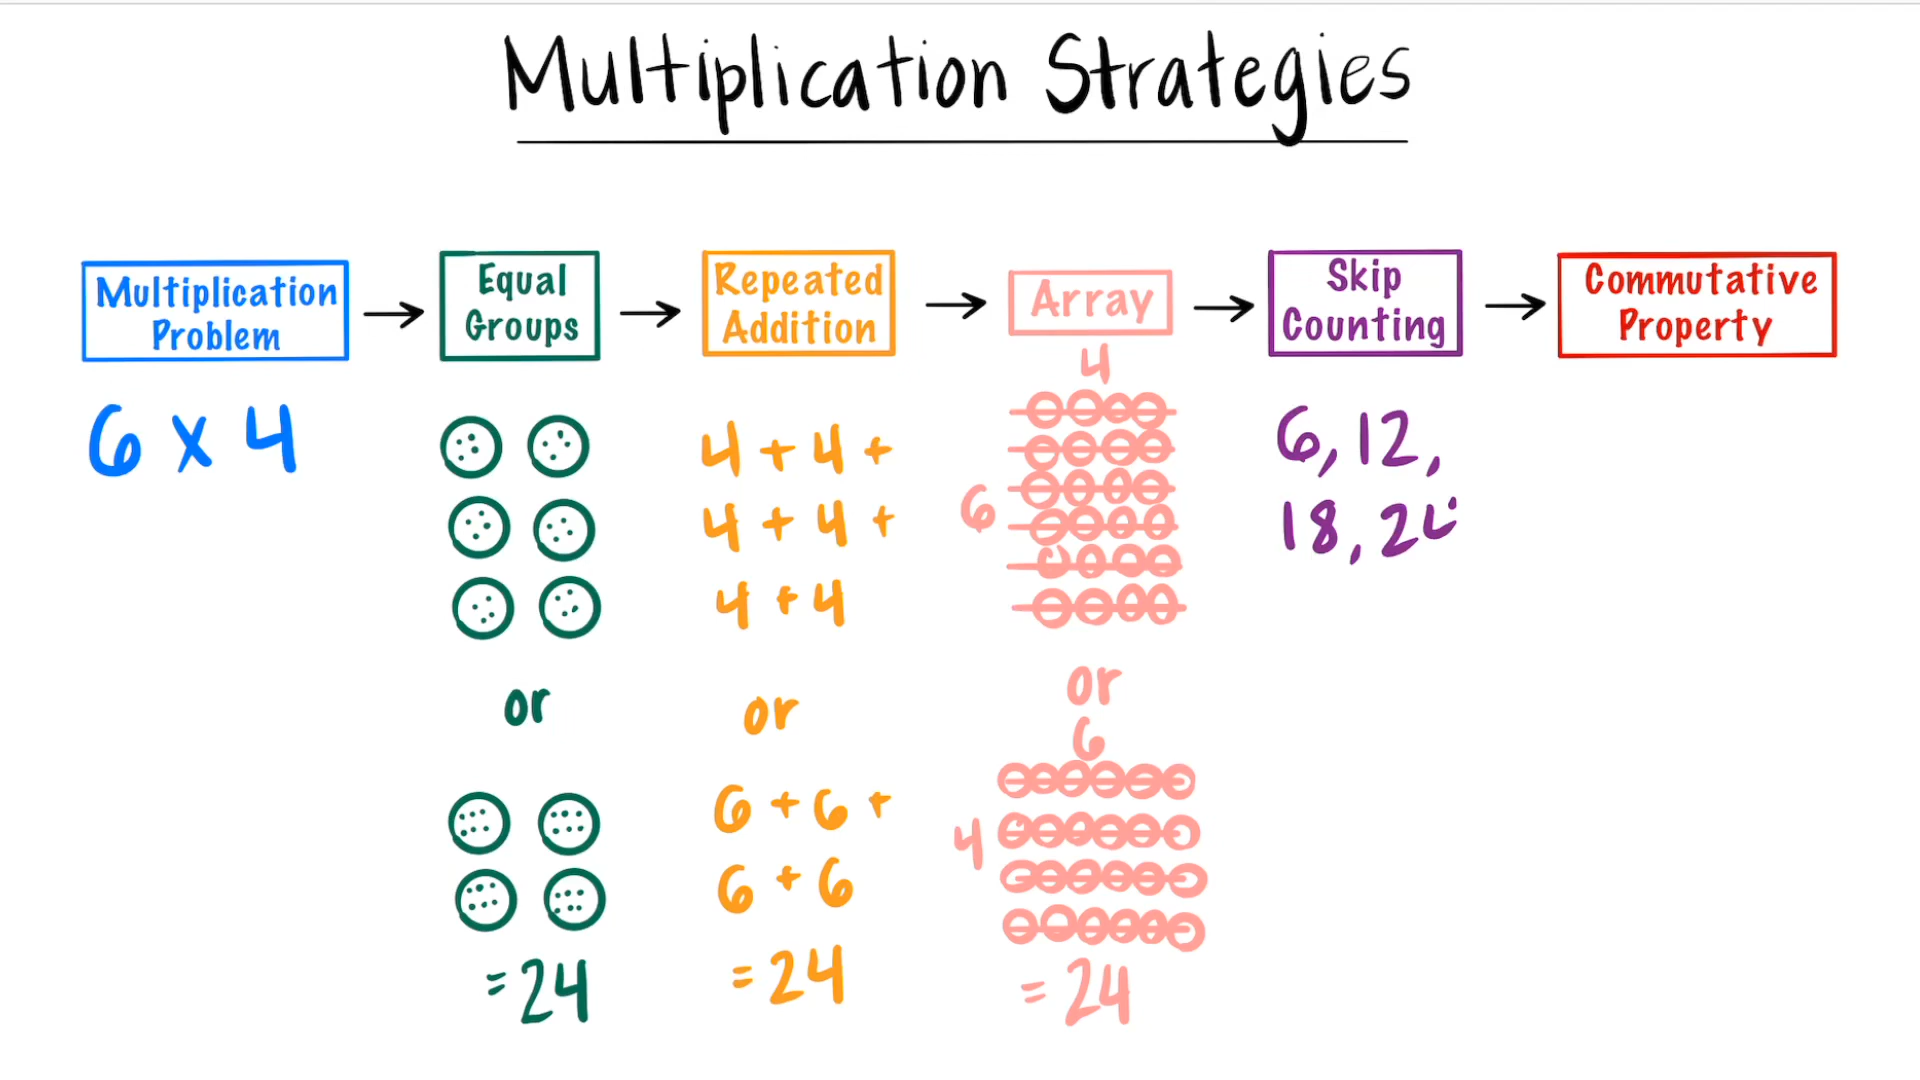 Multiplication Strategies
Multiplication
Problem
6 x 4
Equal
Groups
or
= 24
Repeated
Addition
4 + 4 +
4 + 4 +
4 + 4
or
6 + 6 +
6 + 6
= 24
Array
4
6
or
6
4
= 24
Skip
Counting
6, 12,
18, 24
Commutative
Property